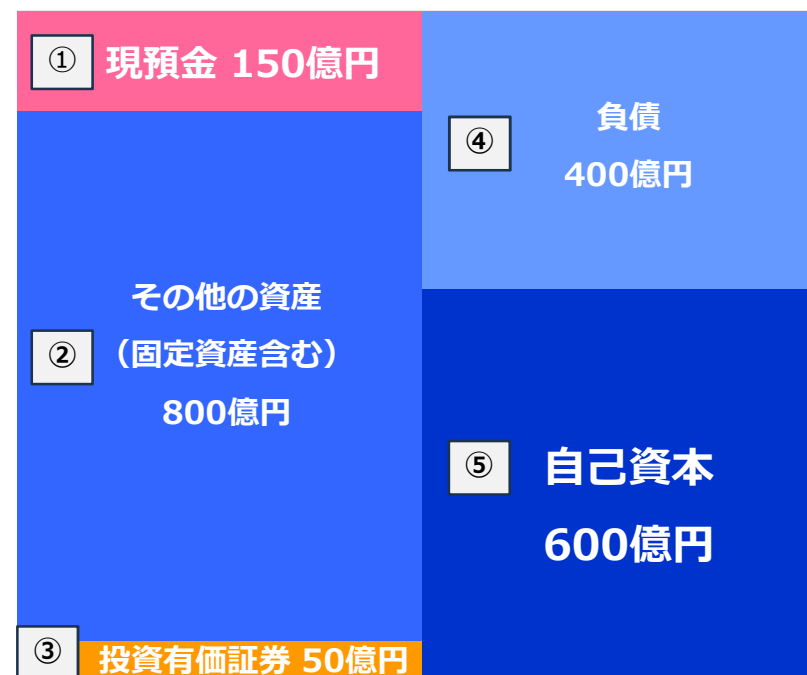 ① 現預金 150億円
② その他の資産
（固定資産含む）
800億円
③ 投資有価証券 50億円
④ 負債
400億円
⑤ 自己資本
600億円